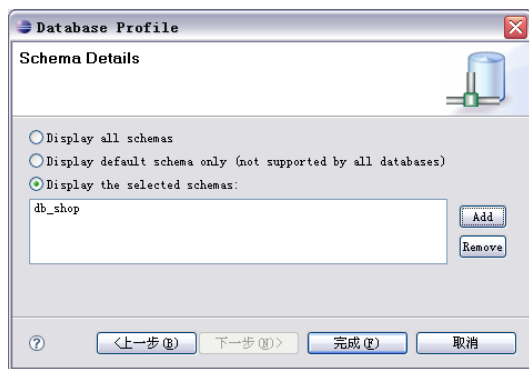 Database Profile
Schema Details
Display all schemas
Display default schema only (not supported by all databases)
Display the selected schemas:
db_shop
Add
Remove
<上一步(B) 下一步(N)> 完成(F) 取消